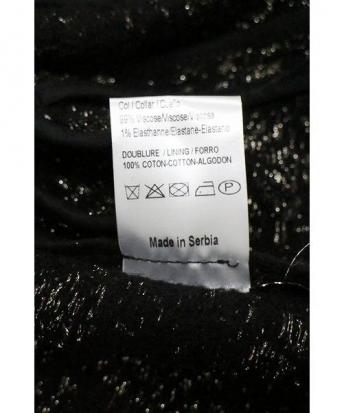 Col / Collar / Cuello
99% Viscose/Viscose/Viscosa
1% Elasthanne/Elastane-Elastano
DOUBLURE / LINING / FORRO
100% COTON-COTTON-ALGODON
P
Made in Serbia